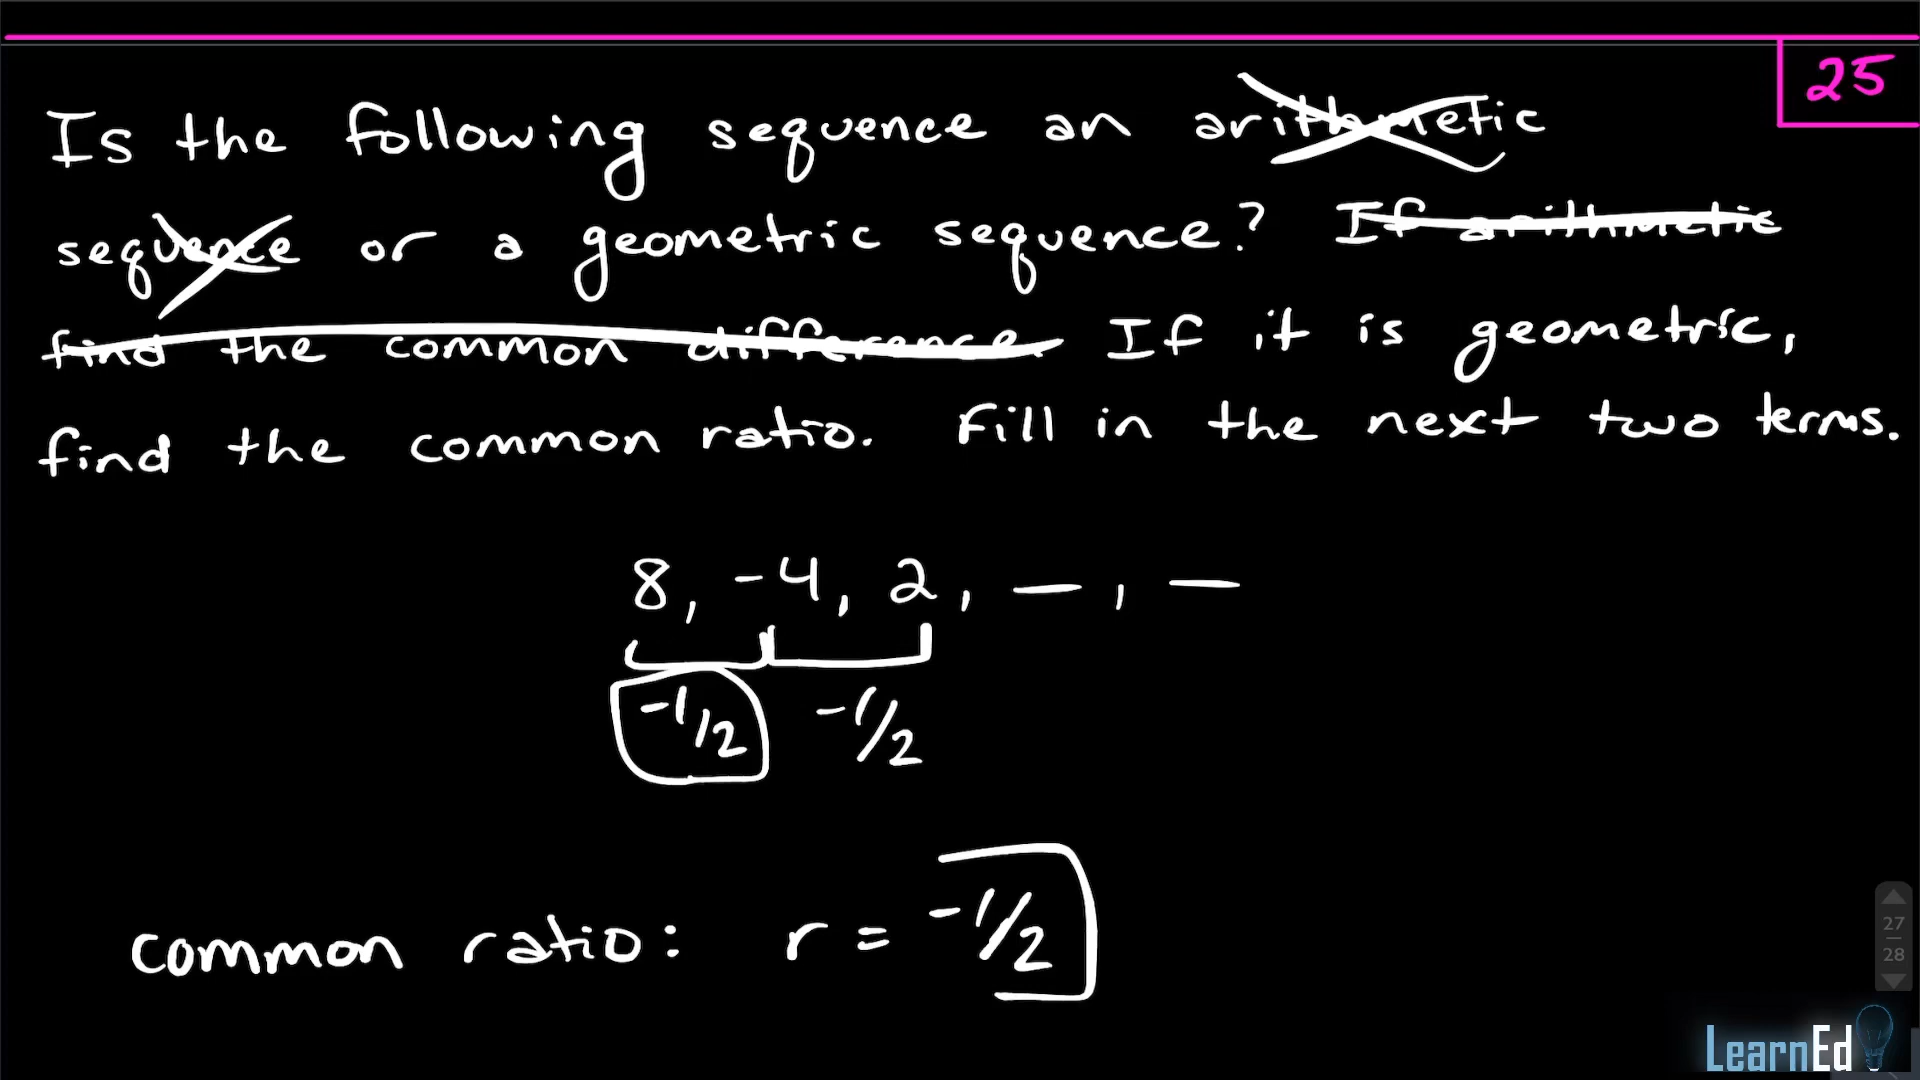 25
Is the following sequence an arithmetic
sequence or a geometric sequence? If arithmetic
find the common difference. If it is geometric,
find the common ratio. Fill in the next two terms.
8, -4, 2, _, _
-1/2 -1/2
common ratio: r = -1/2
27
28
LearnEd